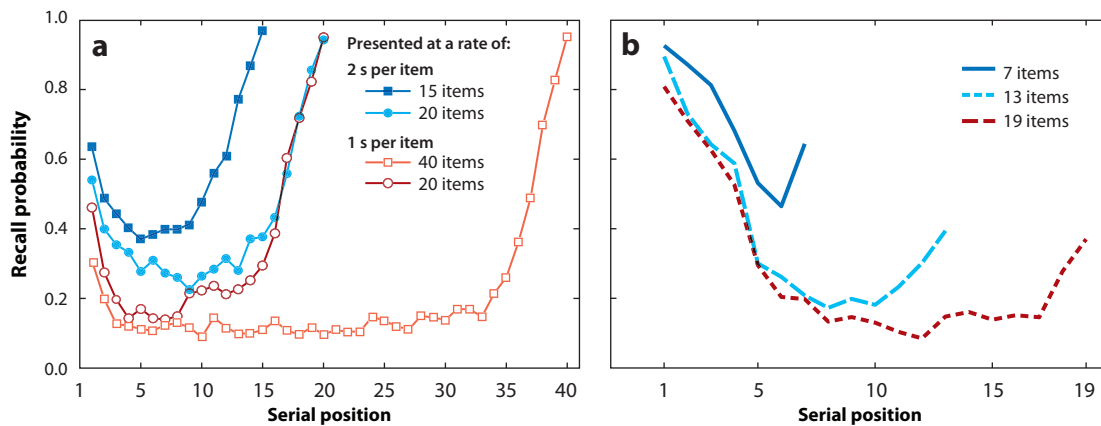 a
Presented at a rate of:
2 s per item
15 items
20 items
1 s per item
40 items
20 items
Recall probability
1.0
0.8
0.6
0.4
0.2
0.0
1 5 10 15 20 25 30 35 40
Serial position
b
7 items
13 items
19 items
1 5 10 15 19
Serial position